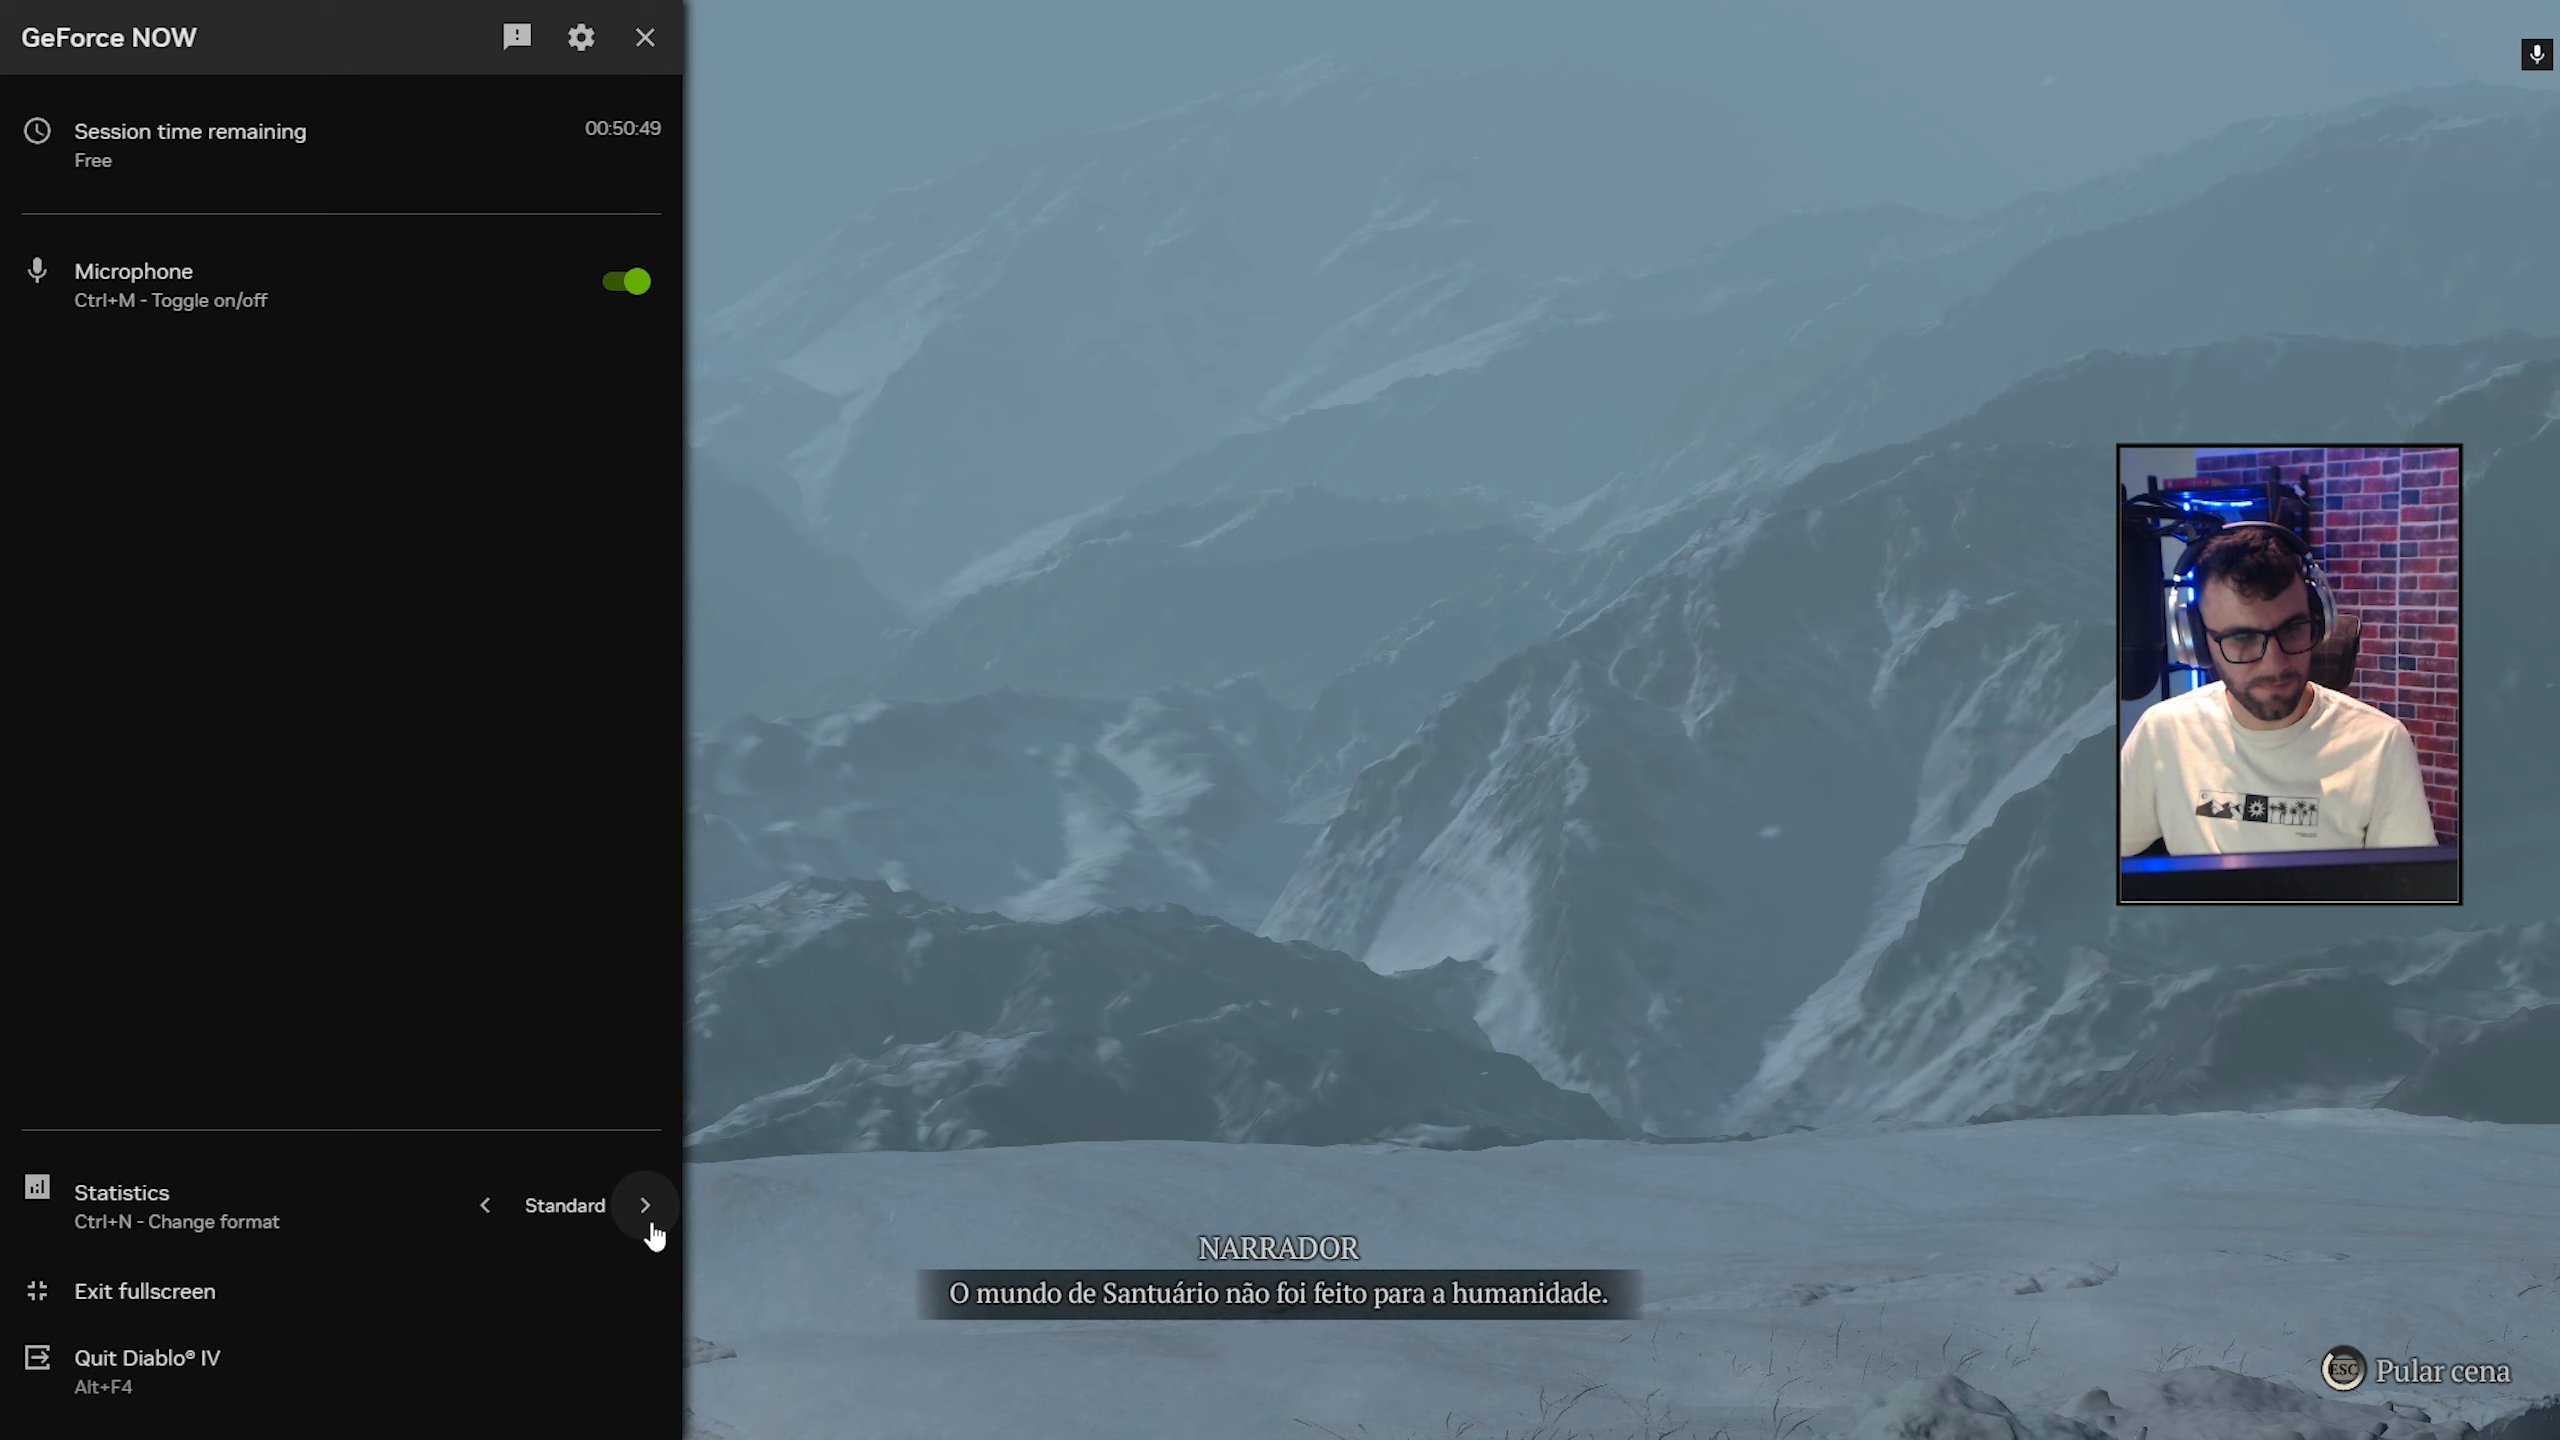 GeForce NOW
Session time remaining
00:50:49
Free
Microphone
Ctrl+M - Toggle on/off
Statistics
Standard
Ctrl+N - Change format
Exit fullscreen
Quit Diablo® IV
Alt+F4
NARRADOR
O mundo de Santuário não foi feito para a humanidade.
ESC Pular cena